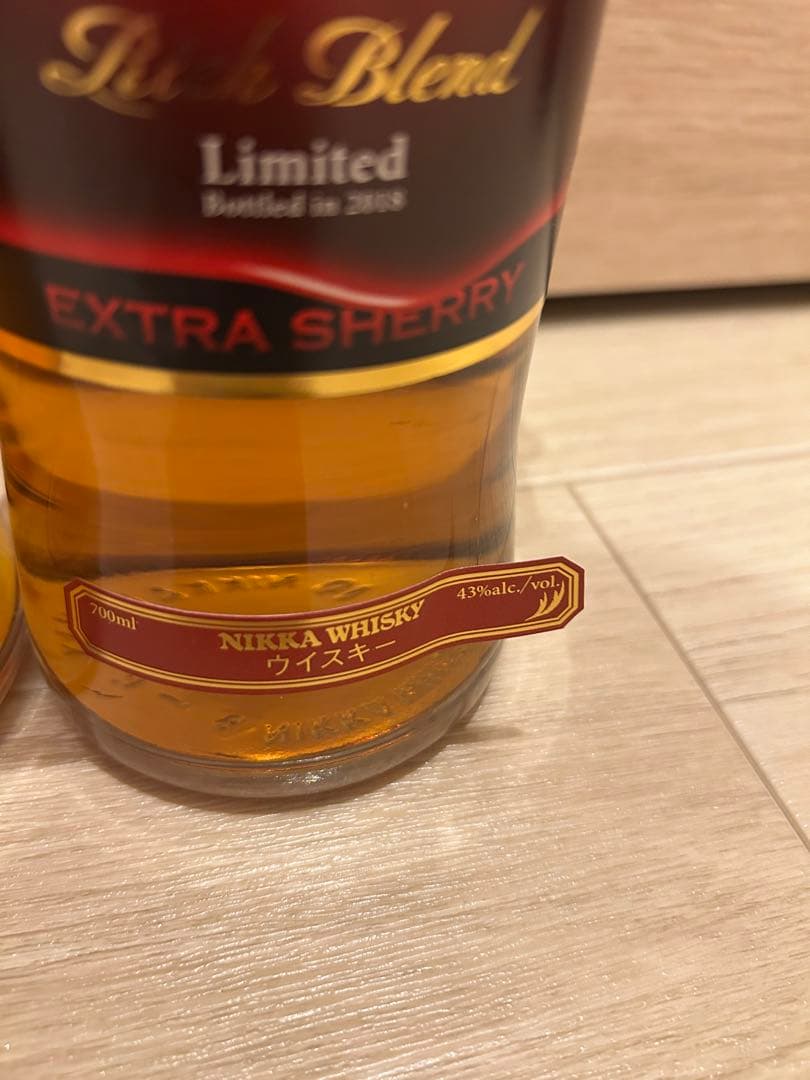 Rich Blend
Limited
Bottled in 2018
EXTRA SHERRY
700ml
43%alc./vol.
NIKKA WHISKY
ウイスキー
NIKKA